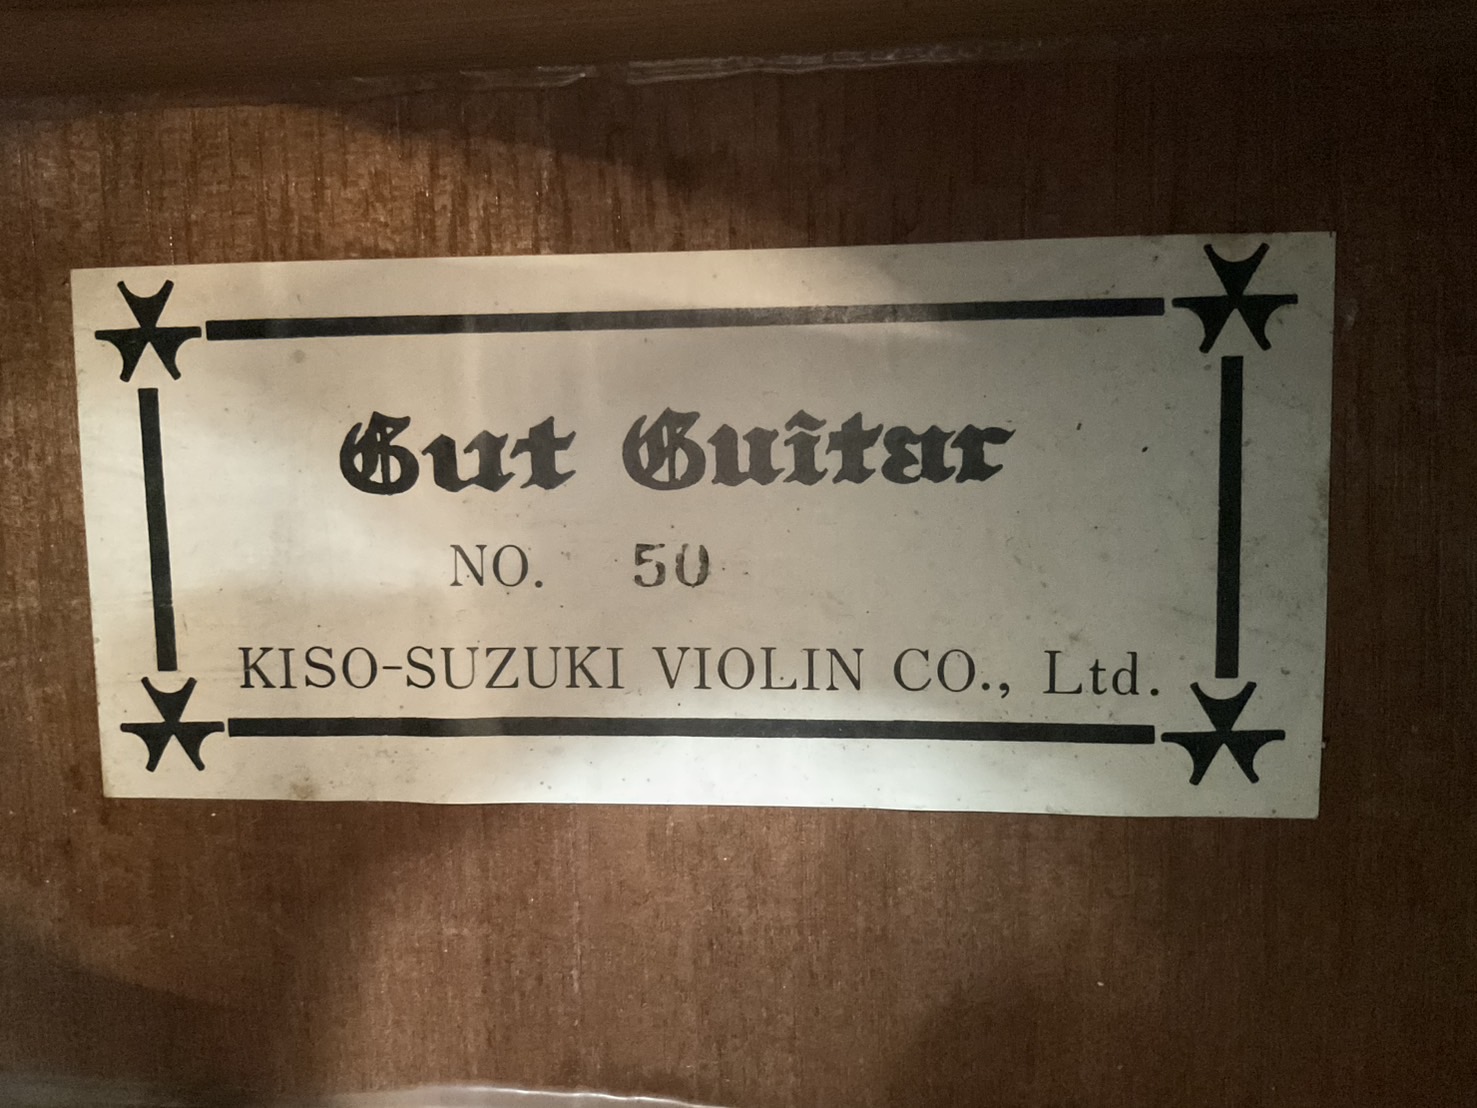 Gut Guitar
NO. 50
KISO-SUZUKI VIOLIN CO., Ltd.